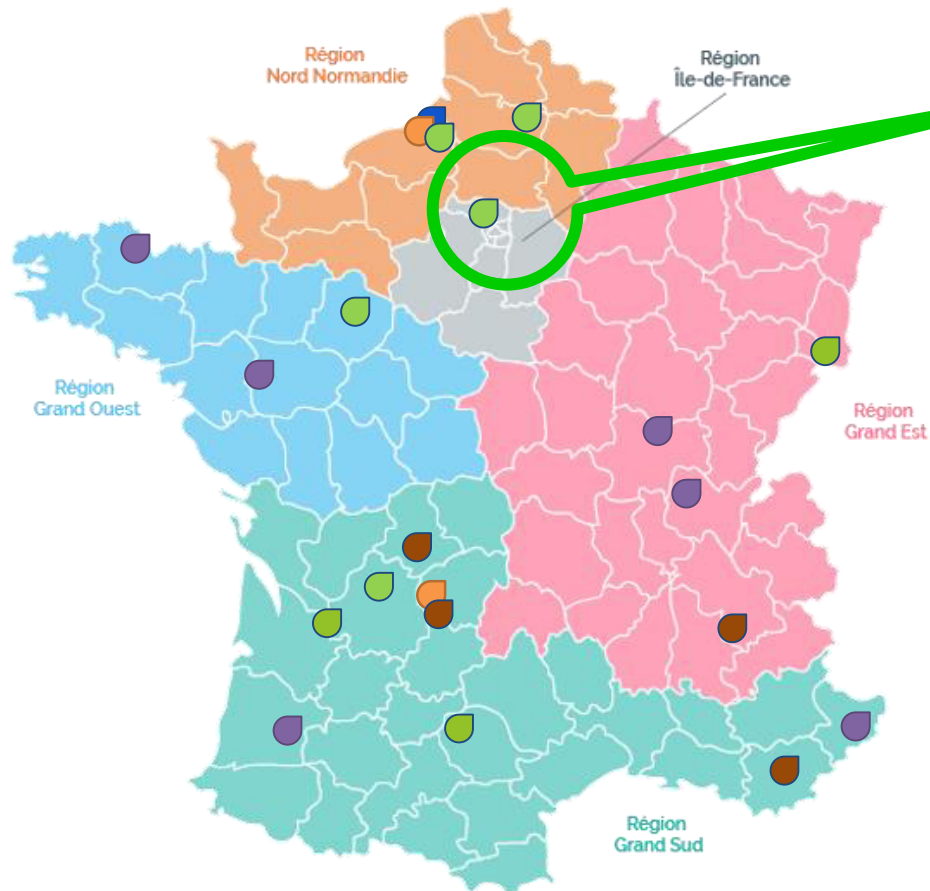 Région
Nord Normandie
Région
Île-de-France
Région
Grand Ouest
Région
Grand Est
Région
Grand Sud